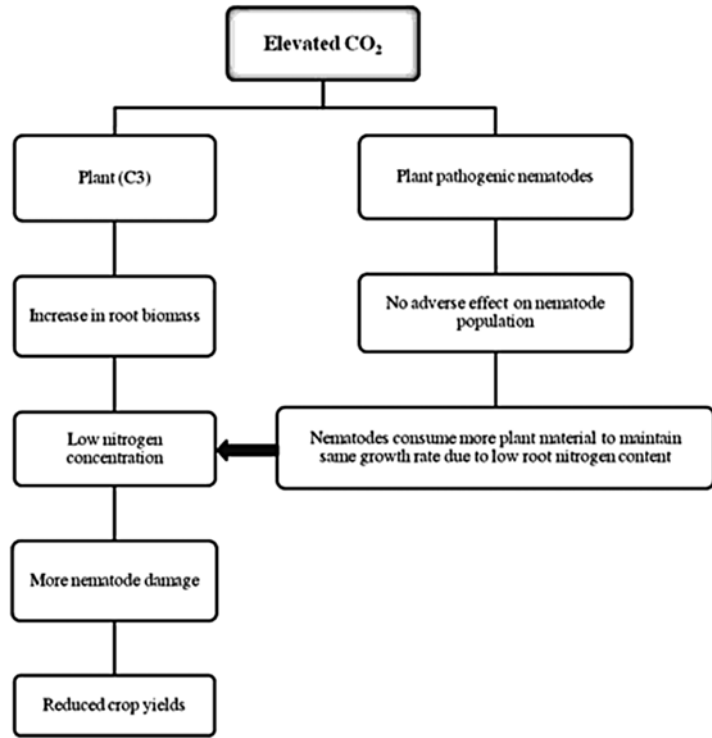 Elevated CO₂
Plant (C3)
Plant pathogenic nematodes
Increase in root biomass
No adverse effect on nematode
population
Low nitrogen
concentration
Nematodes consume more plant material to maintain
same growth rate due to low root nitrogen content
More nematode damage
Reduced crop yields